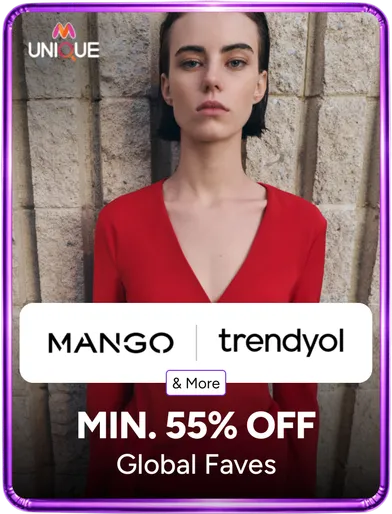 UNIQUE
MANGO | trendyol
& More
MIN. 55% OFF
Global Faves